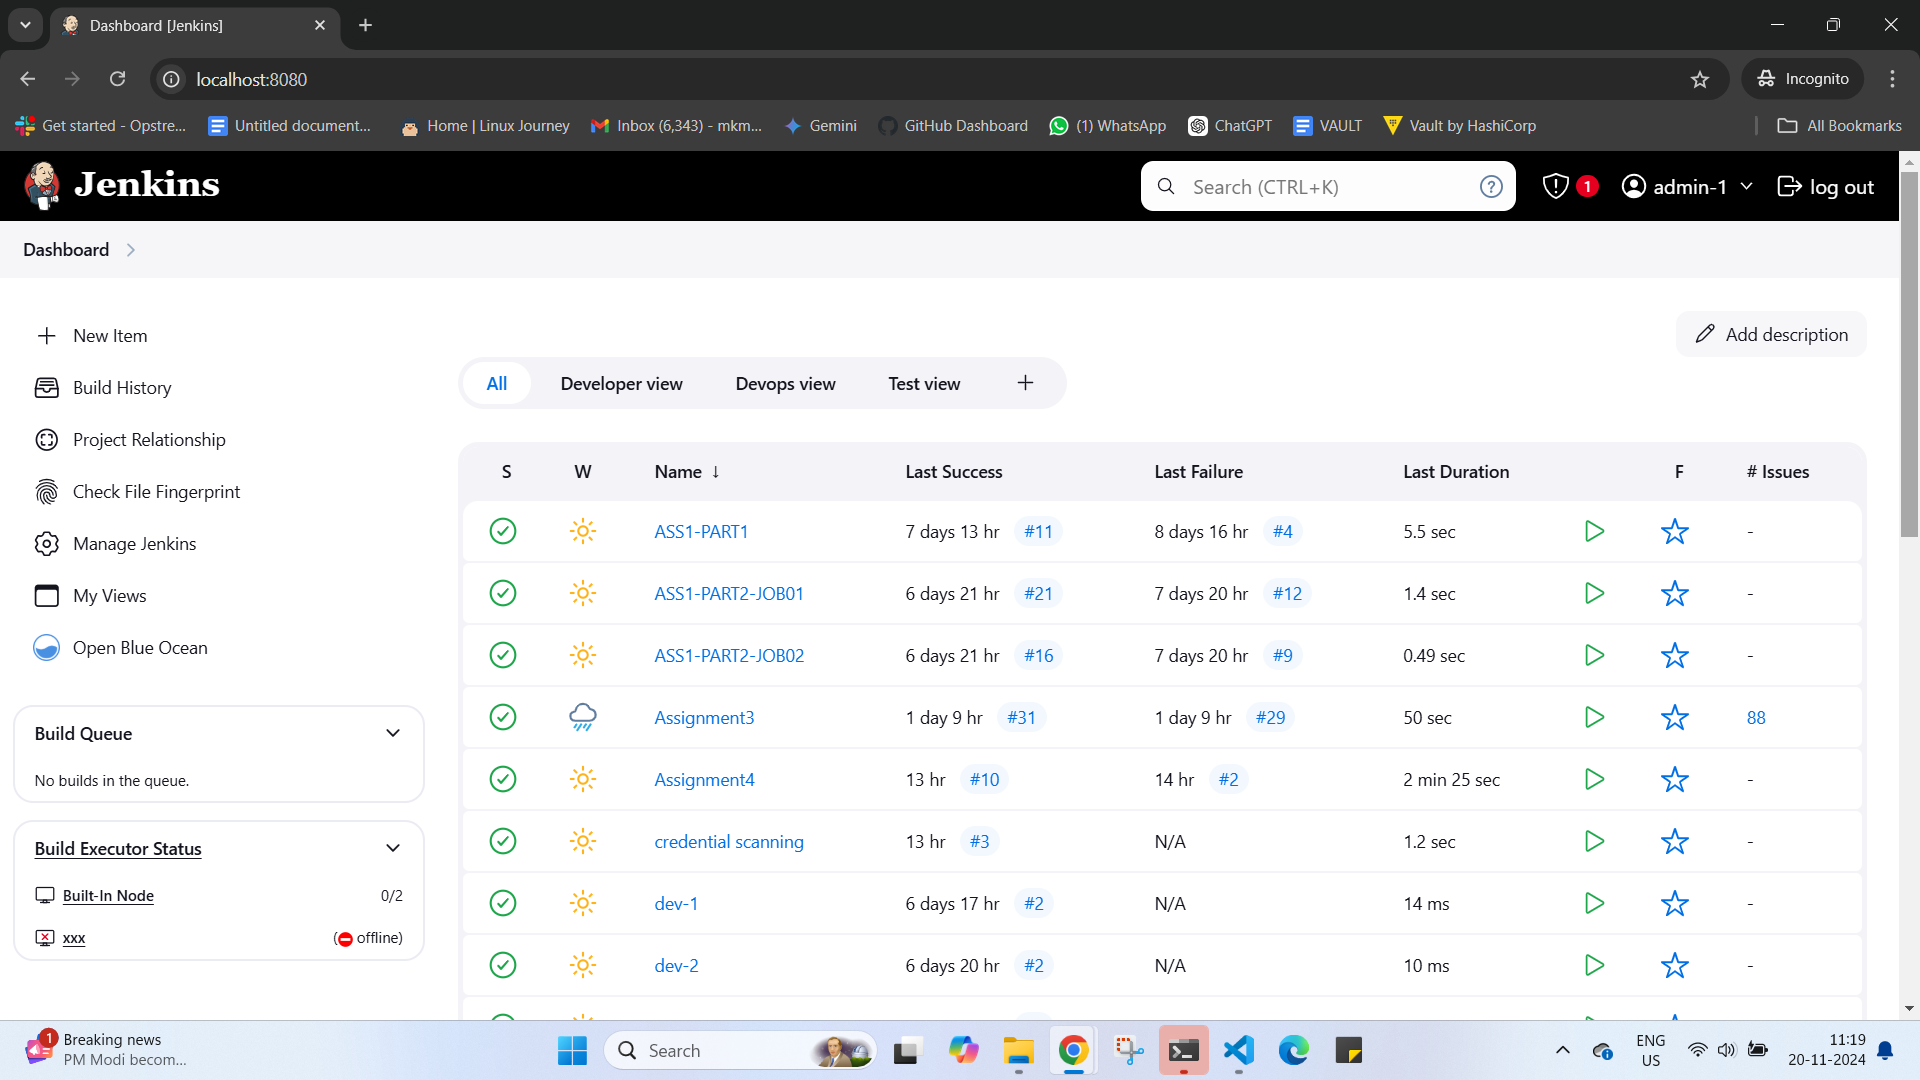 Dashboard [Jenkins]
localhost:8080
Incognito
Get started - Opstre...
Untitled document...
Home | Linux Journey
Inbox (6,343) - mkm...
Gemini
GitHub Dashboard
(1) WhatsApp
ChatGPT
VAULT
Vault by HashiCorp
All Bookmarks
Jenkins
Search (CTRL+K)
1
admin-1
log out
Dashboard
New Item
Build History
Project Relationship
Check File Fingerprint
Manage Jenkins
My Views
Open Blue Ocean
Build Queue
No builds in the queue.
Build Executor Status
Built-In Node 0/2
xxx (offline)
Add description
All Developer view Devops view Test view +
S W Name ↓ Last Success Last Failure Last Duration F # Issues
ASS1-PART1 7 days 13 hr #11 8 days 16 hr #4 5.5 sec -
ASS1-PART2-JOB01 6 days 21 hr #21 7 days 20 hr #12 1.4 sec -
ASS1-PART2-JOB02 6 days 21 hr #16 7 days 20 hr #9 0.49 sec -
Assignment3 1 day 9 hr #31 1 day 9 hr #29 50 sec 88
Assignment4 13 hr #10 14 hr #2 2 min 25 sec -
credential scanning 13 hr #3 N/A 1.2 sec -
dev-1 6 days 17 hr #2 N/A 14 ms -
dev-2 6 days 20 hr #2 N/A 10 ms -
1
Breaking news
PM Modi becom...
Search
ENG
US
11:19
20-11-2024